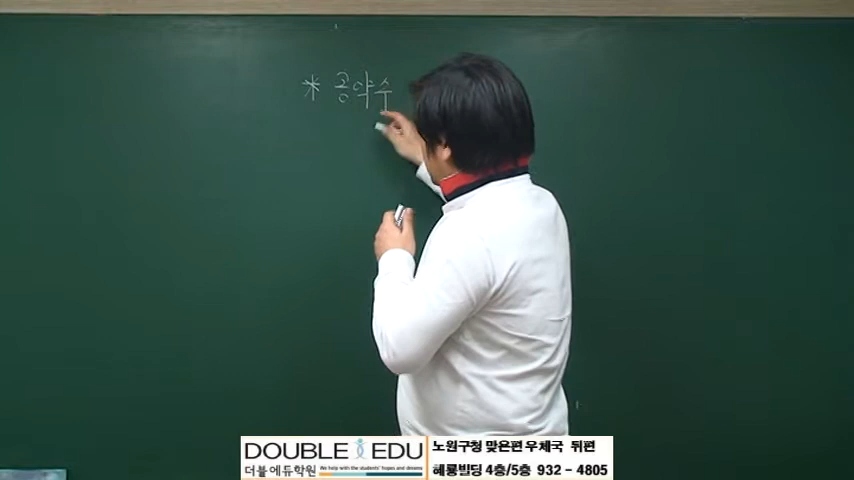 * 공약수
DOUBLE EDU
더블에듀학원 We help with the students' hopes and dreams
노원구청 맞은편 우체국 뒤편
혜룡빌딩 4층/5층 932 - 4805